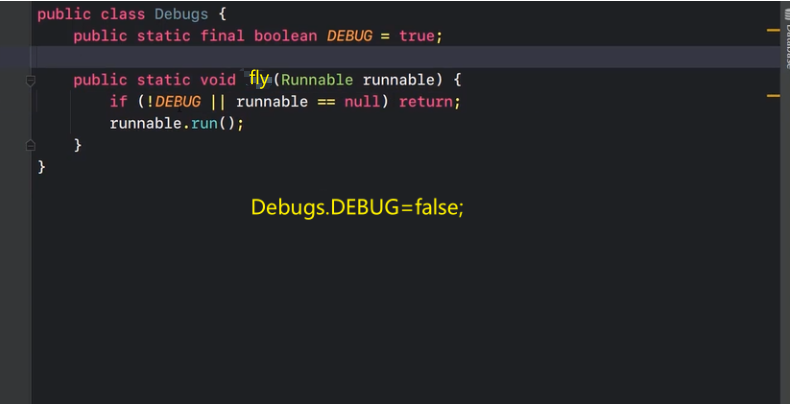 public class Debugs {
public static final boolean DEBUG = true;
public static void fly(Runnable runnable) {
if (!DEBUG || runnable == null) return;
runnable.run();
}
}
Debugs.DEBUG=false;
Database